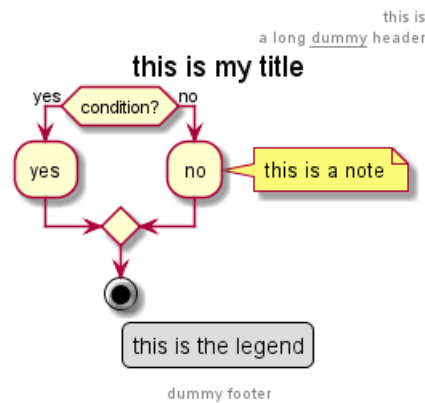 this is
a long dummy header
this is my title
yes
condition?
no
yes
no
this is a note
this is the legend
dummy footer